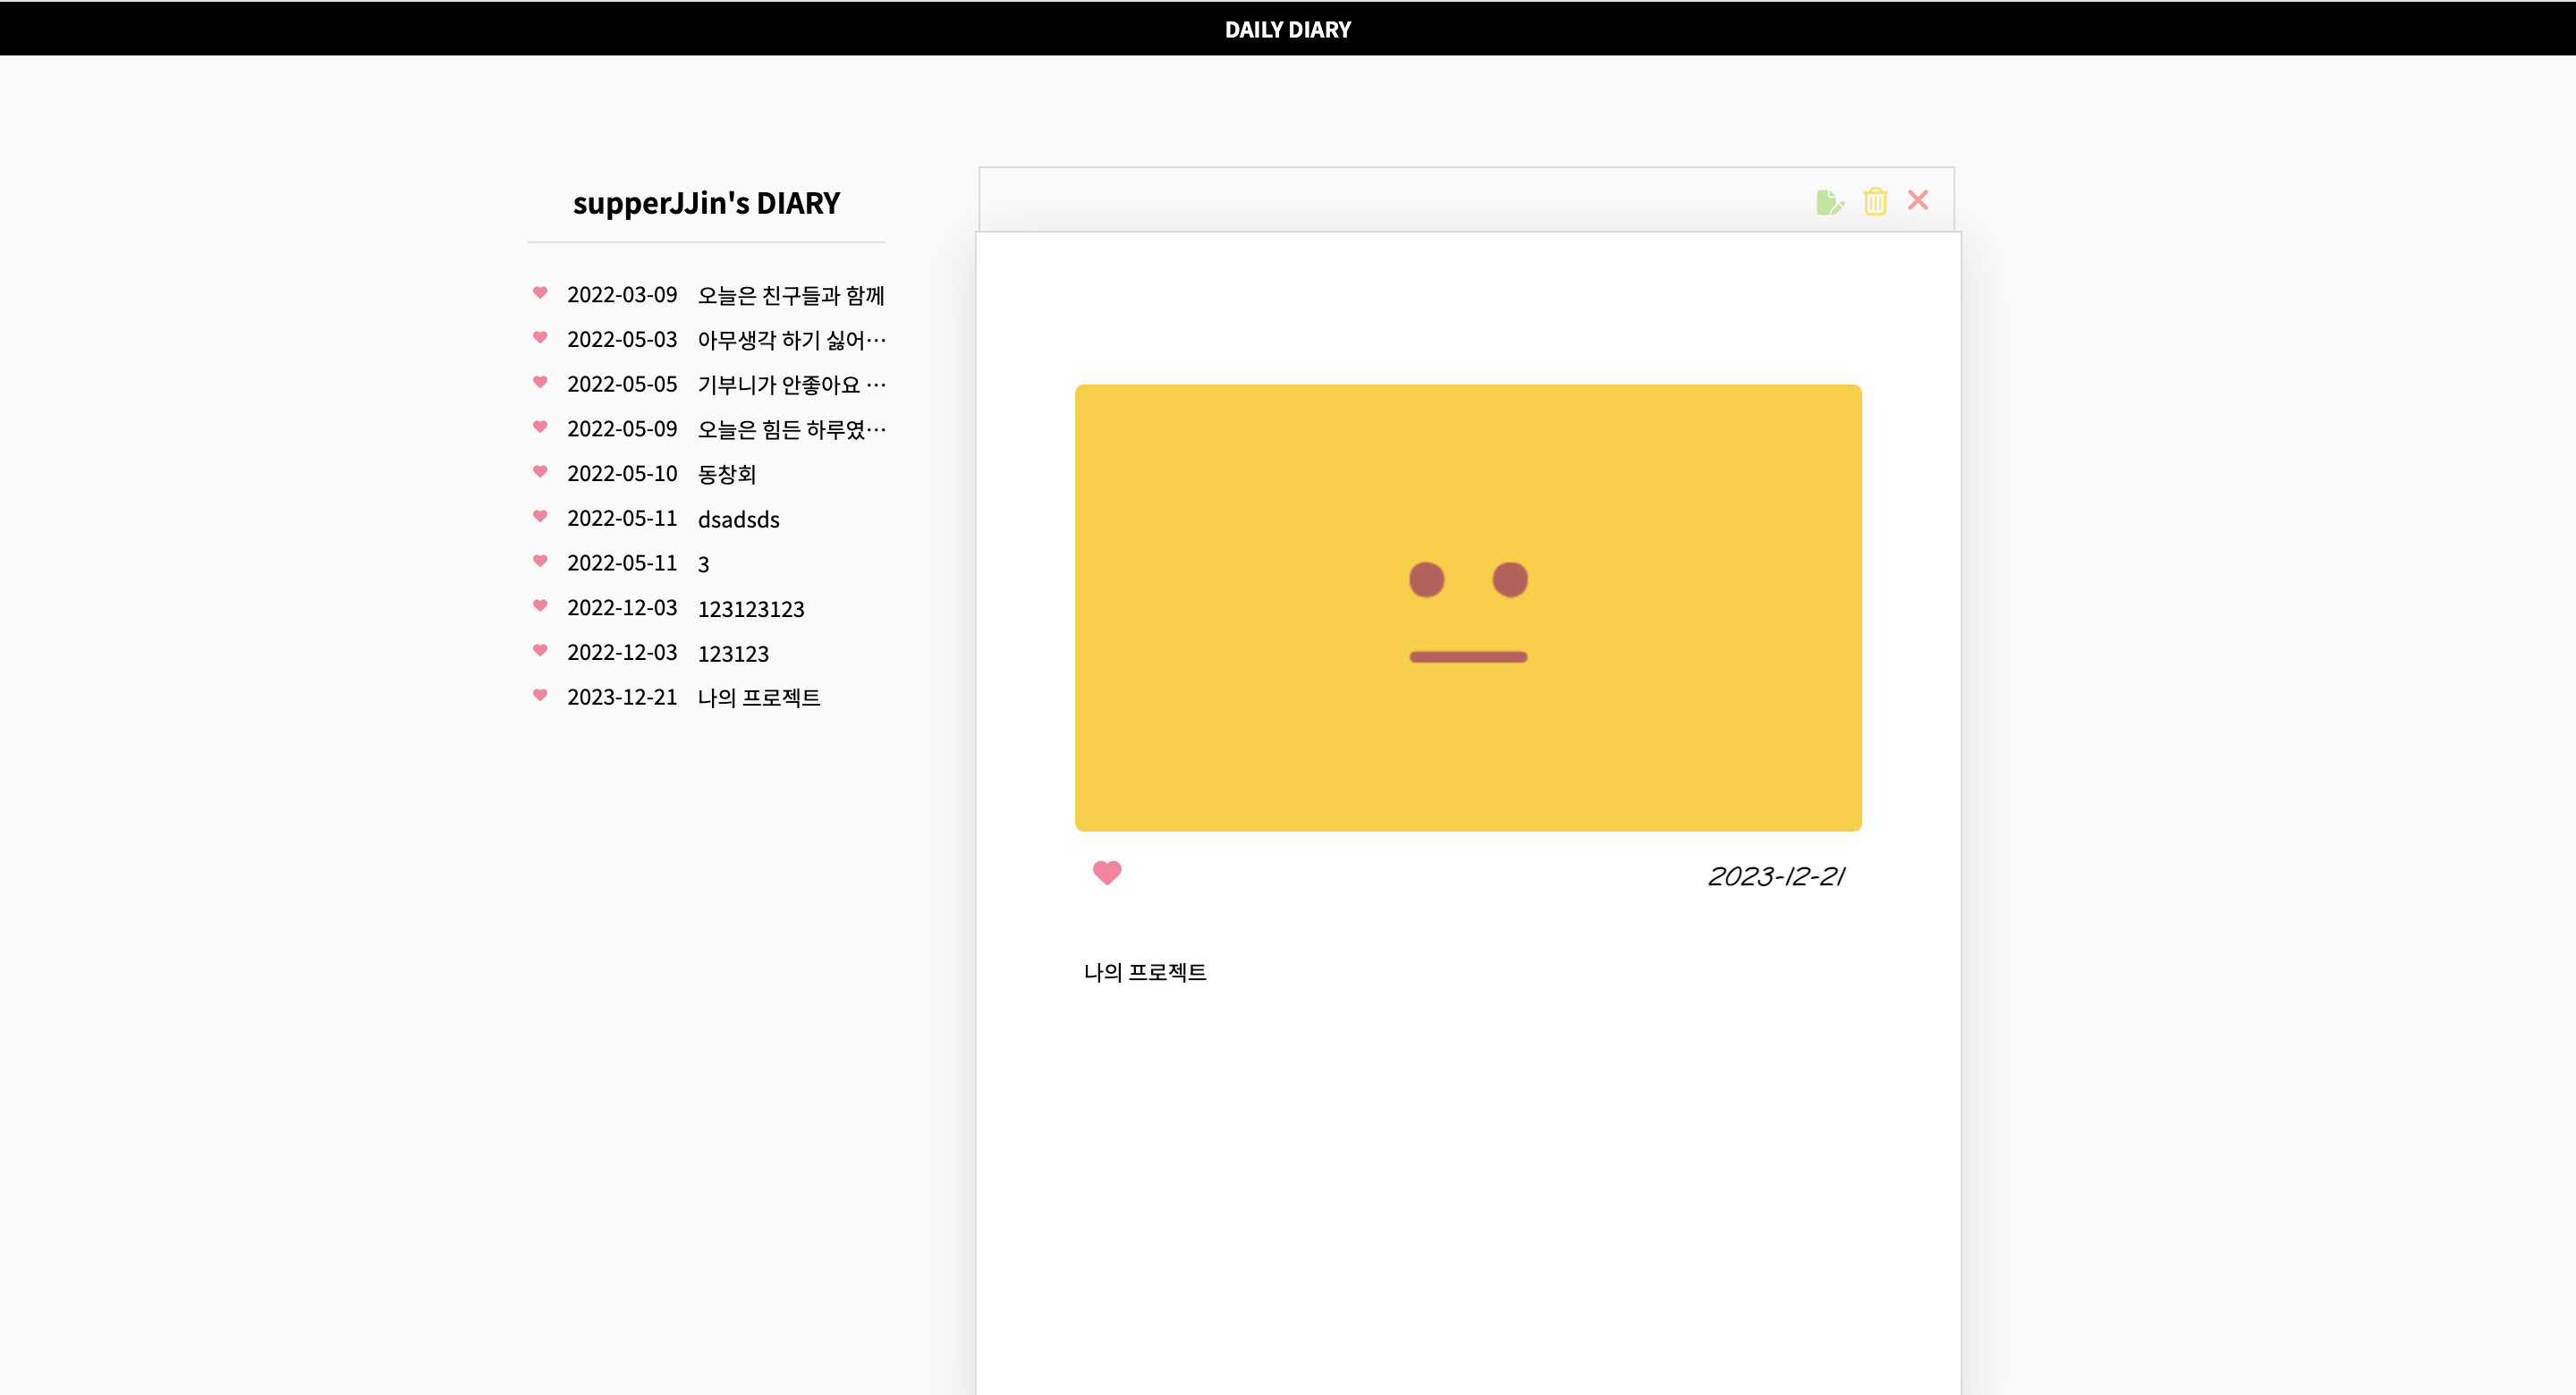 DAILY DIARY
supperJJin's DIARY
2022-03-09 오늘은 친구들과 함께
2022-05-03 아무생각 하기 싫어…
2022-05-05 기부니가 안좋아요 …
2022-05-09 오늘은 힘든 하루였…
2022-05-10 동창회
2022-05-11 dsadsds
2022-05-11 3
2022-12-03 123123123
2022-12-03 123123
2023-12-21 나의 프로젝트
2023-12-21
나의 프로젝트